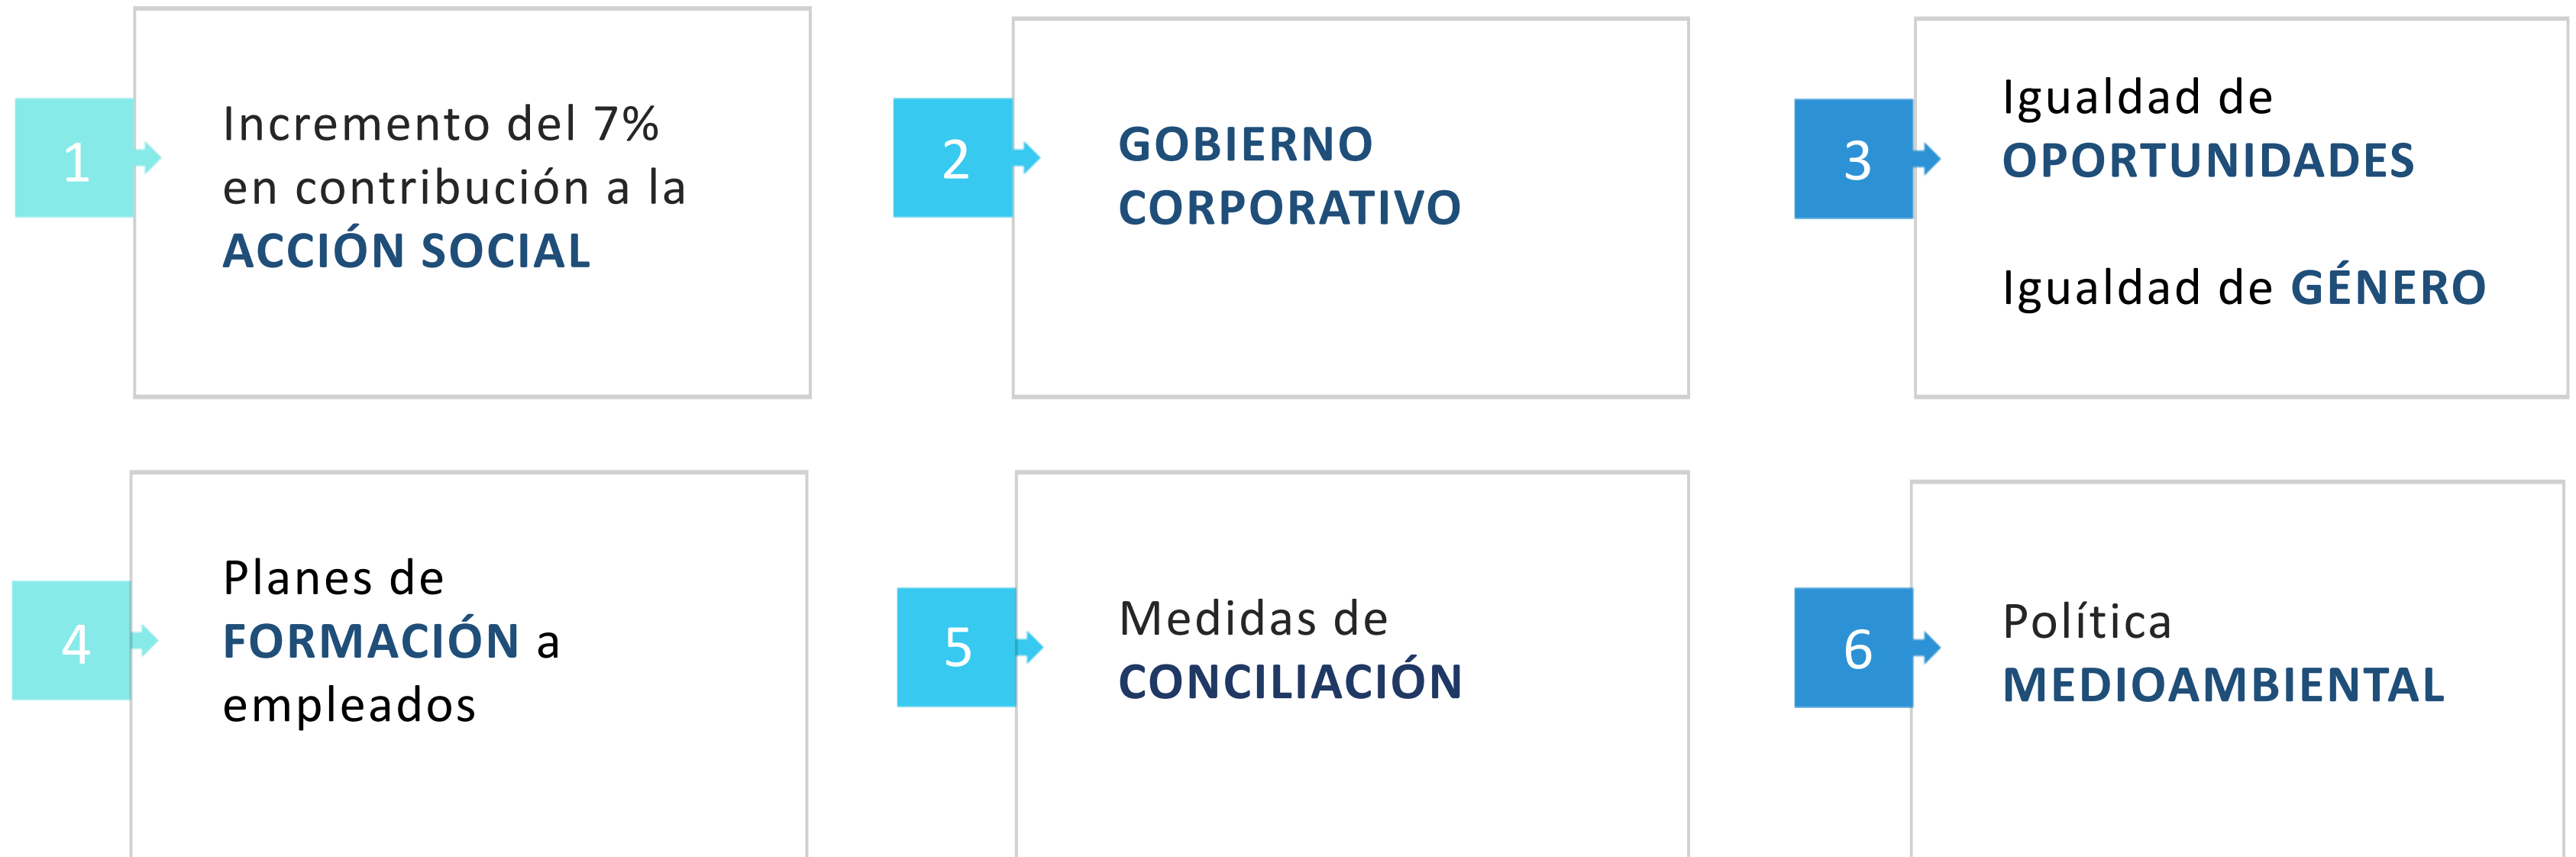 1
Incremento del 7%
en contribución a la
ACCIÓN SOCIAL
2
GOBIERNO
CORPORATIVO
3
Igualdad de
OPORTUNIDADES
Igualdad de GÉNERO
4
Planes de
FORMACIÓN a
empleados
5
Medidas de
CONCILIACIÓN
6
Política
MEDIOAMBIENTAL